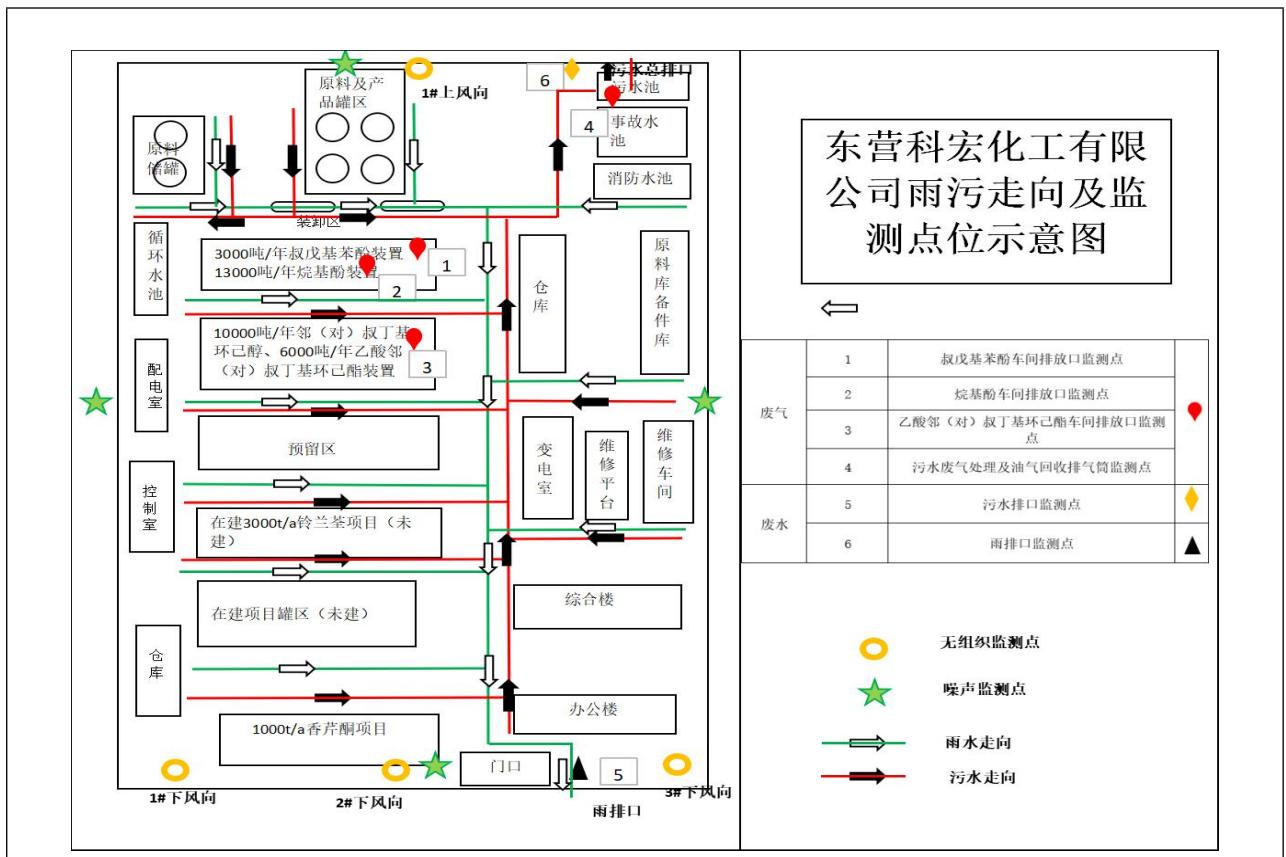 6
污水总排口
污水池
原料及产
品罐区
1#上风向
4
事故水
池
原料
储罐
消防水池
装卸区
循环水池
3000吨/年叔戊基苯酚装置
13000吨/年烷基酚装置
1
2
仓库
原料库备件库
10000吨/年邻（对）叔丁基
环己醇、6000吨/年乙酸邻
（对）叔丁基环己酯装置
3
配电室
预留区
变电室
维修平台
维修车间
控制室
在建3000t/a铃兰荃项目（未
建）
在建项目罐区（未建）
综合楼
仓库
办公楼
1000t/a香芹酮项目
门口
5
1#下风向
2#下风向
雨排口
3#下风向
东营科宏化工有限
公司雨污走向及监
测点位示意图
废气
1
叔戊基苯酚车间排放口监测点
2
烷基酚车间排放口监测点
3
乙酸邻（对）叔丁基环己酯车间排放口监测
点
4
污水废气处理及油气回收排气筒监测点
废水
5
污水排口监测点
6
雨排口监测点
无组织监测点
噪声监测点
雨水走向
污水走向